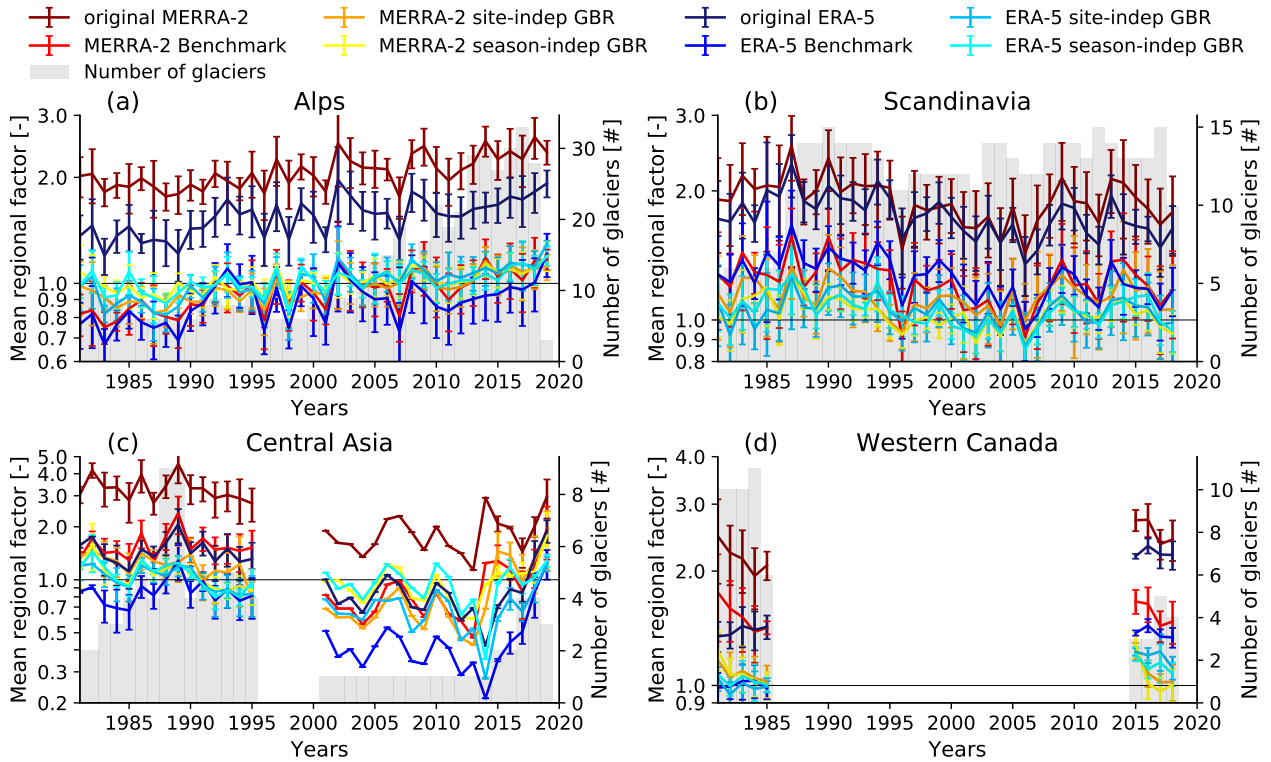 original MERRA-2
MERRA-2 site-indep GBR
original ERA-5
ERA-5 site-indep GBR
MERRA-2 Benchmark
MERRA-2 season-indep GBR
ERA-5 Benchmark
ERA-5 season-indep GBR
Number of glaciers
(a) Alps
Mean regional factor [-]
3.0
2.0
1.0
0.9
0.8
0.7
0.6
Number of glaciers [#]
30
20
10
0
1985 1990 1995 2000 2005 2010 2015 2020
Years
(b) Scandinavia
Mean regional factor [-]
3.0
2.0
1.0
0.9
0.8
Number of glaciers [#]
15
10
5
0
1985 1990 1995 2000 2005 2010 2015 2020
Years
(c) Central Asia
Mean regional factor [-]
5.0
4.0
3.0
2.0
1.0
0.7
0.5
0.3
0.2
Number of glaciers [#]
8
6
4
2
0
1985 1990 1995 2000 2005 2010 2015 2020
Years
(d) Western Canada
Mean regional factor [-]
4.0
3.0
2.0
1.0
0.9
Number of glaciers [#]
10
8
6
4
2
0
1985 1990 1995 2000 2005 2010 2015 2020
Years